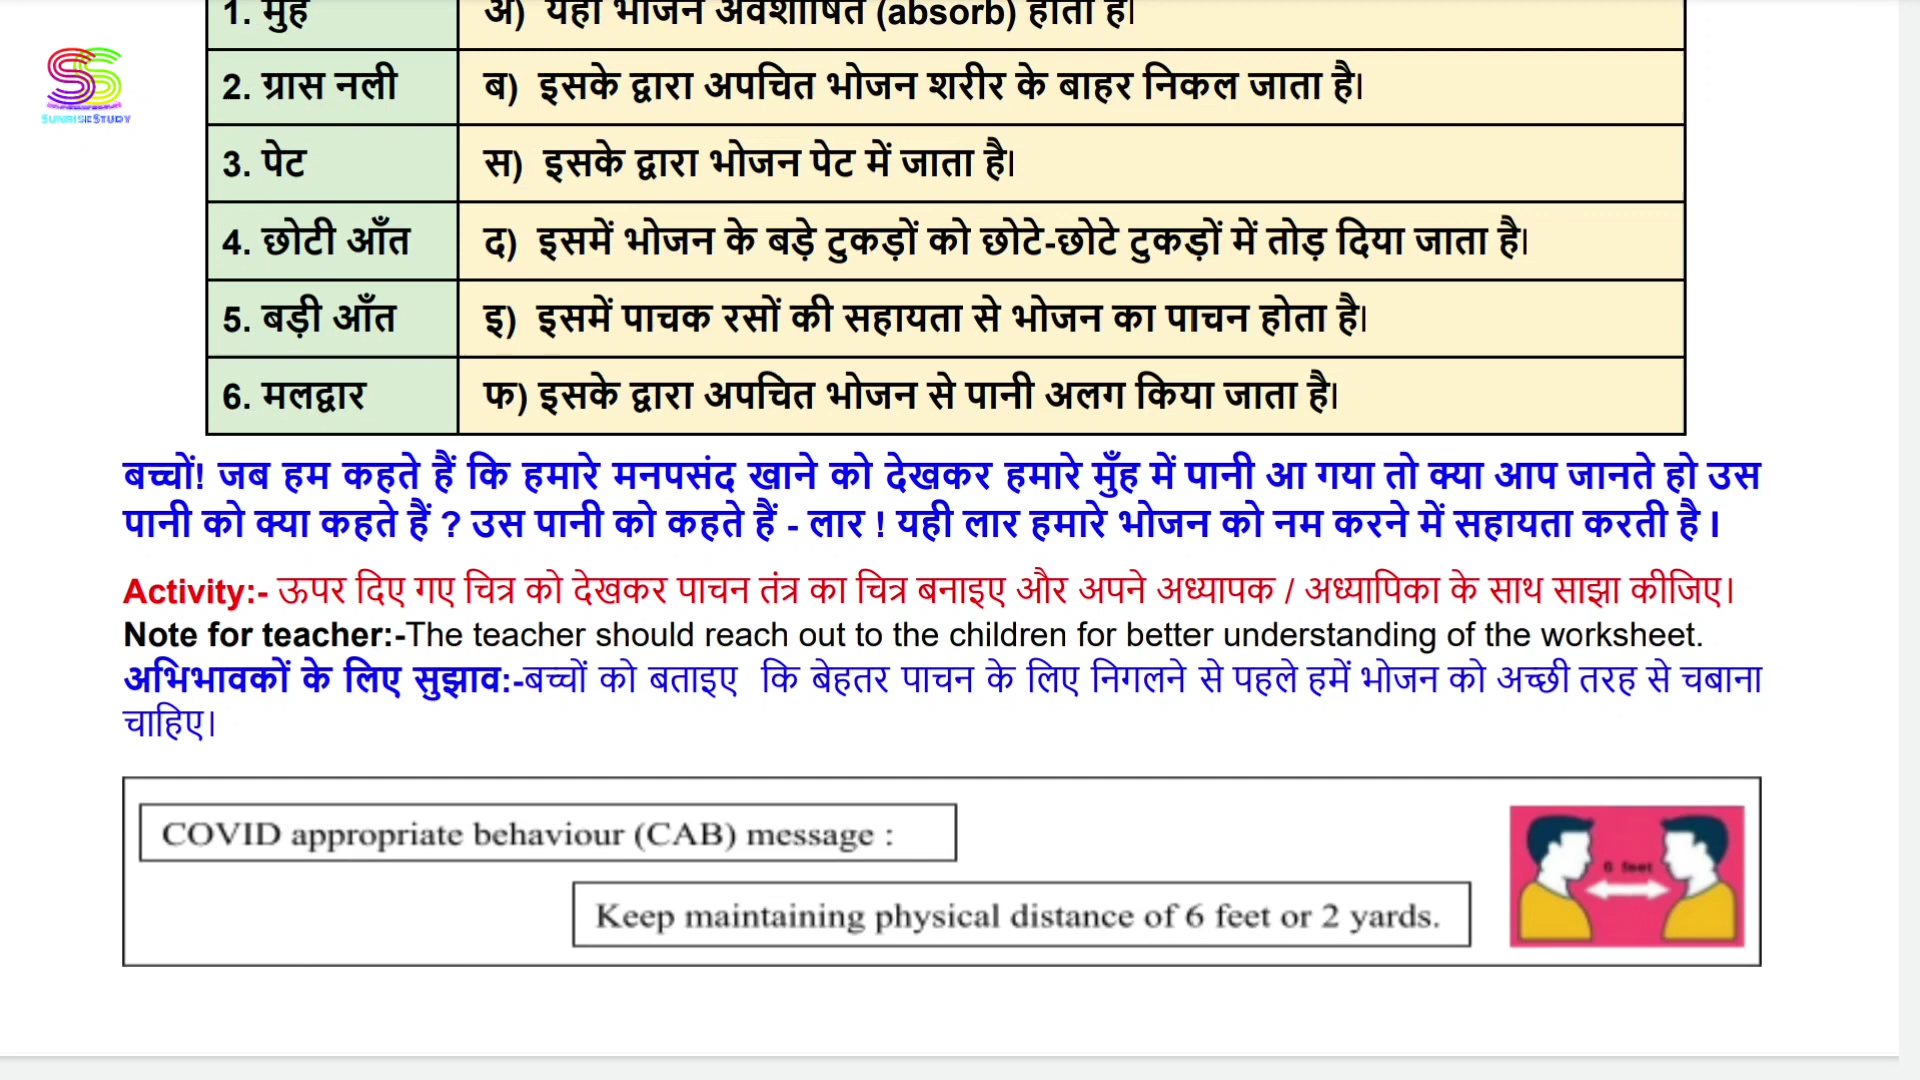 1. मुँह	अ) यहाँ भोजन अवशोषित (absorb) होता है।
SUNRISESTUDY
2. ग्रास नली	ब) इसके द्वारा अपचित भोजन शरीर के बाहर निकल जाता है।
3. पेट	स) इसके द्वारा भोजन पेट में जाता है।
4. छोटी आँत	द) इसमें भोजन के बड़े टुकड़ों को छोटे-छोटे टुकड़ों में तोड़ दिया जाता है।
5. बड़ी आँत	इ) इसमें पाचक रसों की सहायता से भोजन का पाचन होता है।
6. मलद्वार	फ) इसके द्वारा अपचित भोजन से पानी अलग किया जाता है।
बच्चों! जब हम कहते हैं कि हमारे मनपसंद खाने को देखकर हमारे मुँह में पानी आ गया तो क्या आप जानते हो उस
पानी को क्या कहते हैं ? उस पानी को कहते हैं - लार ! यही लार हमारे भोजन को नम करने में सहायता करती है ।
Activity:- ऊपर दिए गए चित्र को देखकर पाचन तंत्र का चित्र बनाइए और अपने अध्यापक / अध्यापिका के साथ साझा कीजिए।
Note for teacher:-The teacher should reach out to the children for better understanding of the worksheet.
अभिभावकों के लिए सुझाव:-बच्चों को बताइए कि बेहतर पाचन के लिए निगलने से पहले हमें भोजन को अच्छी तरह से चबाना
चाहिए।
COVID appropriate behaviour (CAB) message :
6 feet
Keep maintaining physical distance of 6 feet or 2 yards.